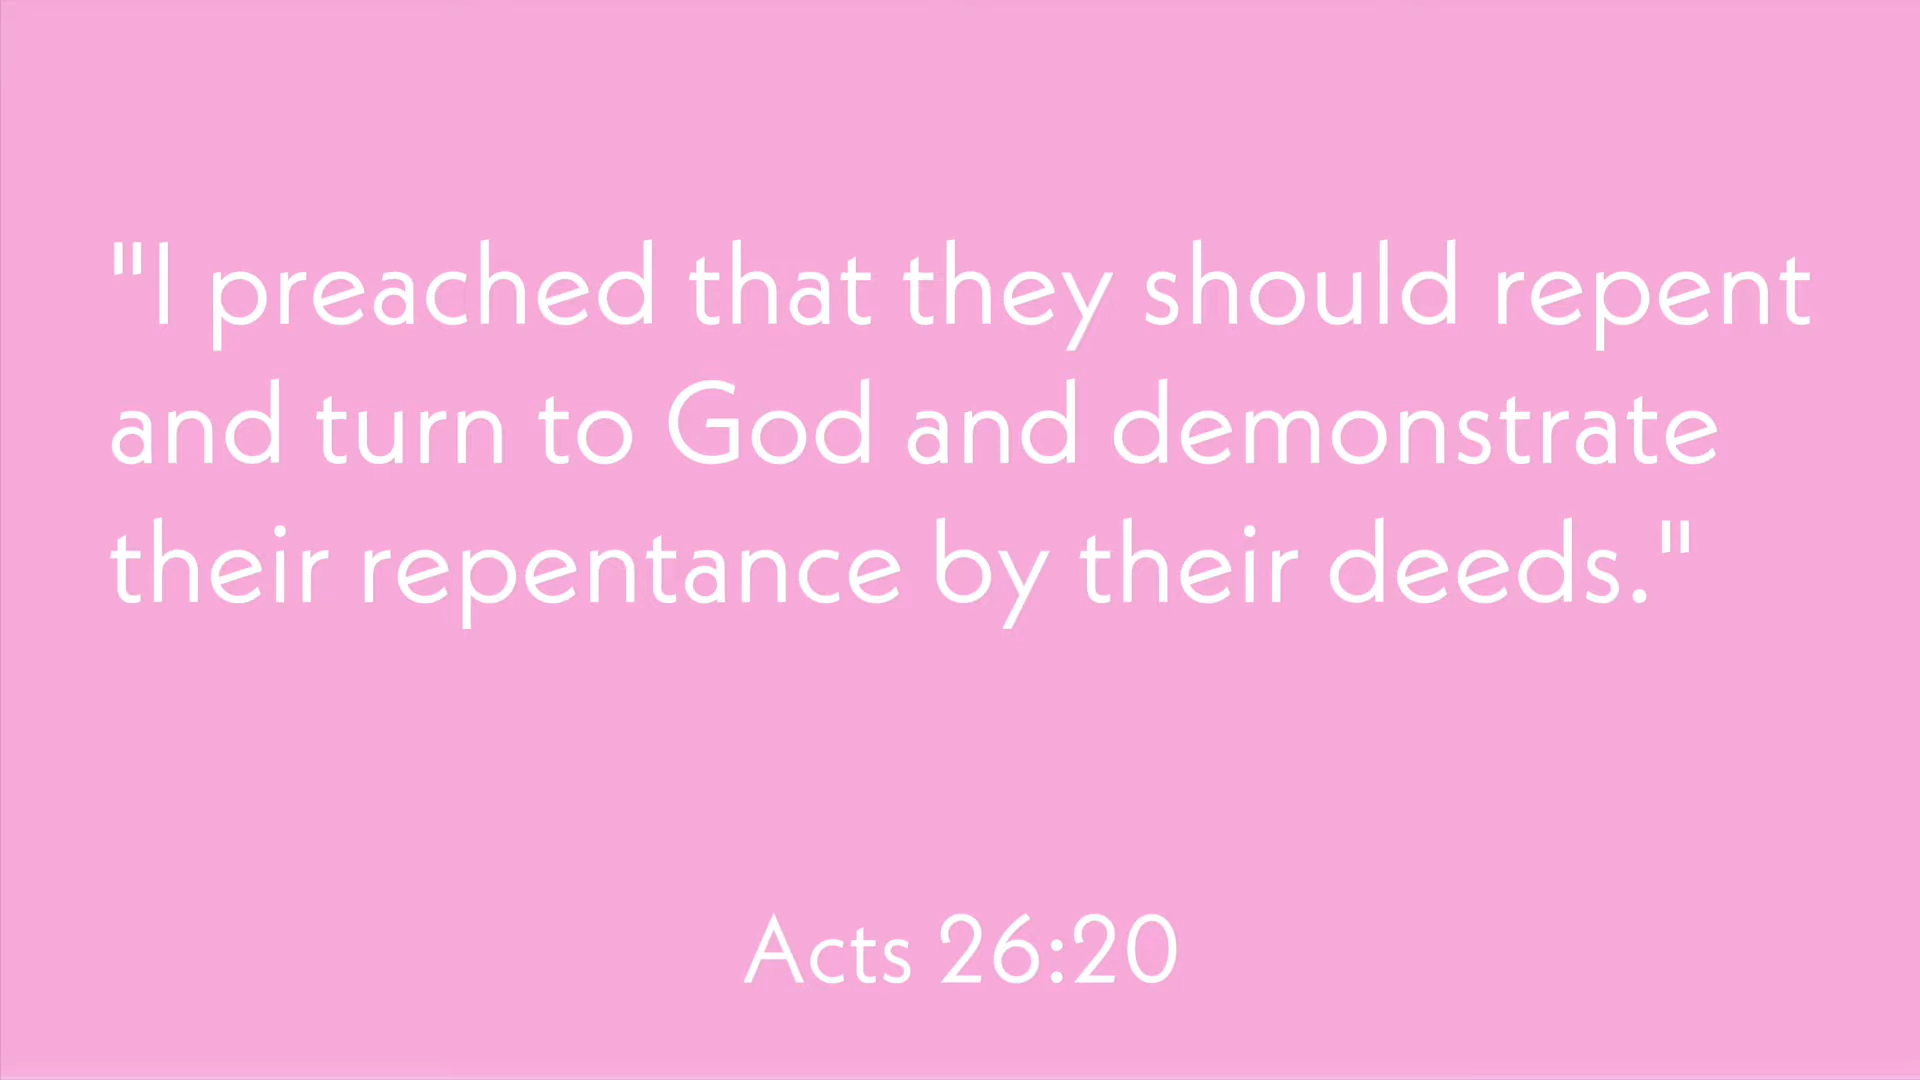 "I preached that they should repent
and turn to God and demonstrate
their repentance by their deeds."
Acts 26:20